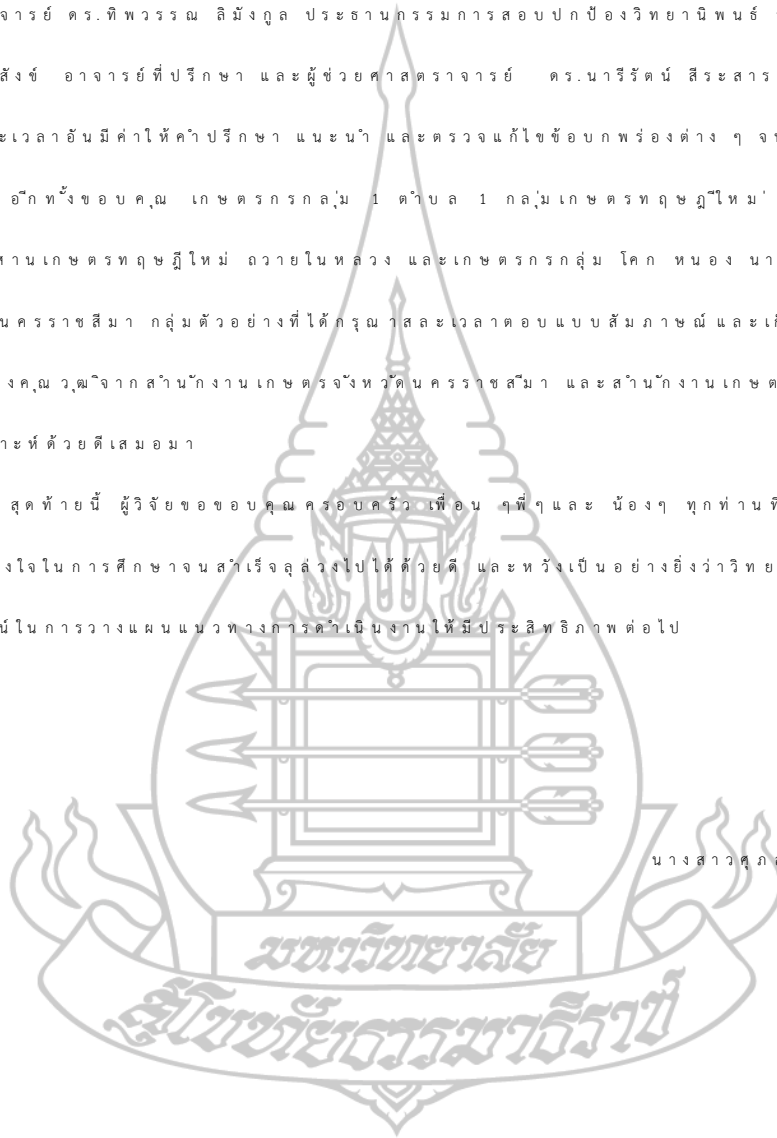 จารย์ ดร.ทิพวรรณ ลิมังกูล ประธานกรรมการสอบปกป้องวิทยานิพนธ์
สังข์ อาจารย์ที่ปรึกษา และผู้ช่วยศาสตราจารย์ ดร.นารีรัตน์ สีระสาร
ะเวลาอันมีค่าให้คำปรึกษา แนะนำ และตรวจแก้ไขข้อบกพร่องต่าง ๆ จน
อีกทั้งขอบคุณ เกษตรกรกลุ่ม 1 ตำบล 1 กลุ่มเกษตรทฤษฎีใหม่
สานเกษตรทฤษฎีใหม่ ถวายในหลวง และเกษตรกรกลุ่ม โคก หนอง นา
นครราชสีมา กลุ่มตัวอย่างที่ได้กรุณาสละเวลาตอบแบบสัมภาษณ์ และเก
งคุณวุฒิจากสำนักงานเกษตรจังหวัดนครราชสีมา และสำนักงานเกษต
าะห์ด้วยดีเสมอมา
สุดท้ายนี้ ผู้วิจัยขอขอบคุณครอบครัว เพื่อน ๆพี่ๆและ น้องๆ ทุกท่านที
งใจในการศึกษาจนสำเร็จลุล่วงไปได้ด้วยดี และหวังเป็นอย่างยิ่งว่าวิทย
น์ในการวางแผนแนวทางการดำเนินงานให้มีประสิทธิภาพต่อไป
นางสาวศุภ
มหาวิทยาลัย
สุโขทัยธรรมาธิราช